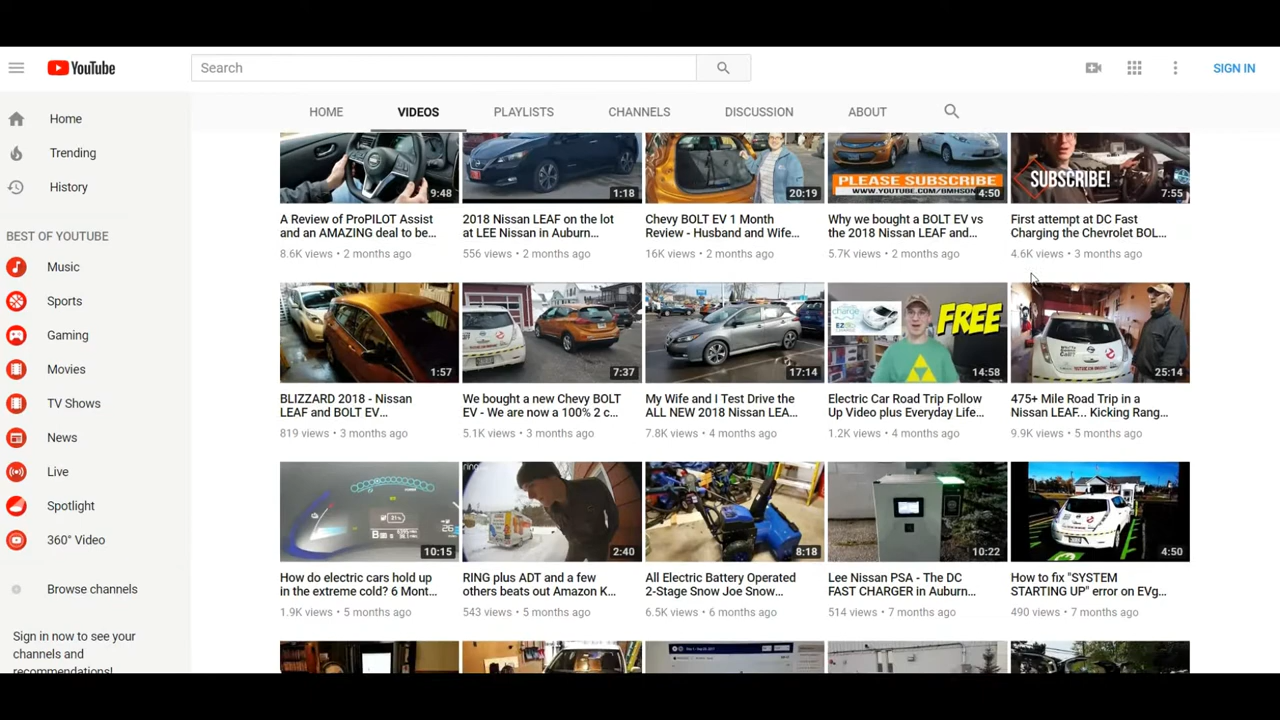 YouTube
Search
SIGN IN
HOME VIDEOS PLAYLISTS CHANNELS DISCUSSION ABOUT
Home
Trending
History
BEST OF YOUTUBE
Music
Sports
Gaming
Movies
TV Shows
News
Live
Spotlight
360° Video
Browse channels
Sign in now to see your
channels and
recommendations!
9:48
A Review of ProPILOT Assist
and an AMAZING deal to be...
8.6K views • 2 months ago
1:18
2018 Nissan LEAF on the lot
at LEE Nissan in Auburn...
556 views • 2 months ago
20:19
Chevy BOLT EV 1 Month
Review - Husband and Wife...
16K views • 2 months ago
PLEASE SUBSCRIBE
WWW.YOUTUBE.COM/BMHSON
4:50
Why we bought a BOLT EV vs
the 2018 Nissan LEAF and...
5.7K views • 2 months ago
SUBSCRIBE!
7:55
First attempt at DC Fast
Charging the Chevrolet BOL...
4.6K views • 3 months ago
1:57
BLIZZARD 2018 - Nissan
LEAF and BOLT EV...
819 views • 3 months ago
7:37
We bought a new Chevy BOLT
EV - We are now a 100% 2 c...
5.1K views • 3 months ago
17:14
My Wife and I Test Drive the
ALL NEW 2018 Nissan LEA...
7.8K views • 4 months ago
FREE
14:58
Electric Car Road Trip Follow
Up Video plus Everyday Life...
1.2K views • 4 months ago
25:14
475+ Mile Road Trip in a
Nissan LEAF... Kicking Rang...
9.9K views • 5 months ago
10:15
How do electric cars hold up
in the extreme cold? 6 Mont...
1.9K views • 5 months ago
ring
2:40
RING plus ADT and a few
others beats out Amazon K...
543 views • 5 months ago
8:18
All Electric Battery Operated
2-Stage Snow Joe Snow...
6.5K views • 6 months ago
10:22
Lee Nissan PSA - The DC
FAST CHARGER in Auburn...
514 views • 7 months ago
4:50
How to fix "SYSTEM
STARTING UP" error on EVg...
490 views • 7 months ago